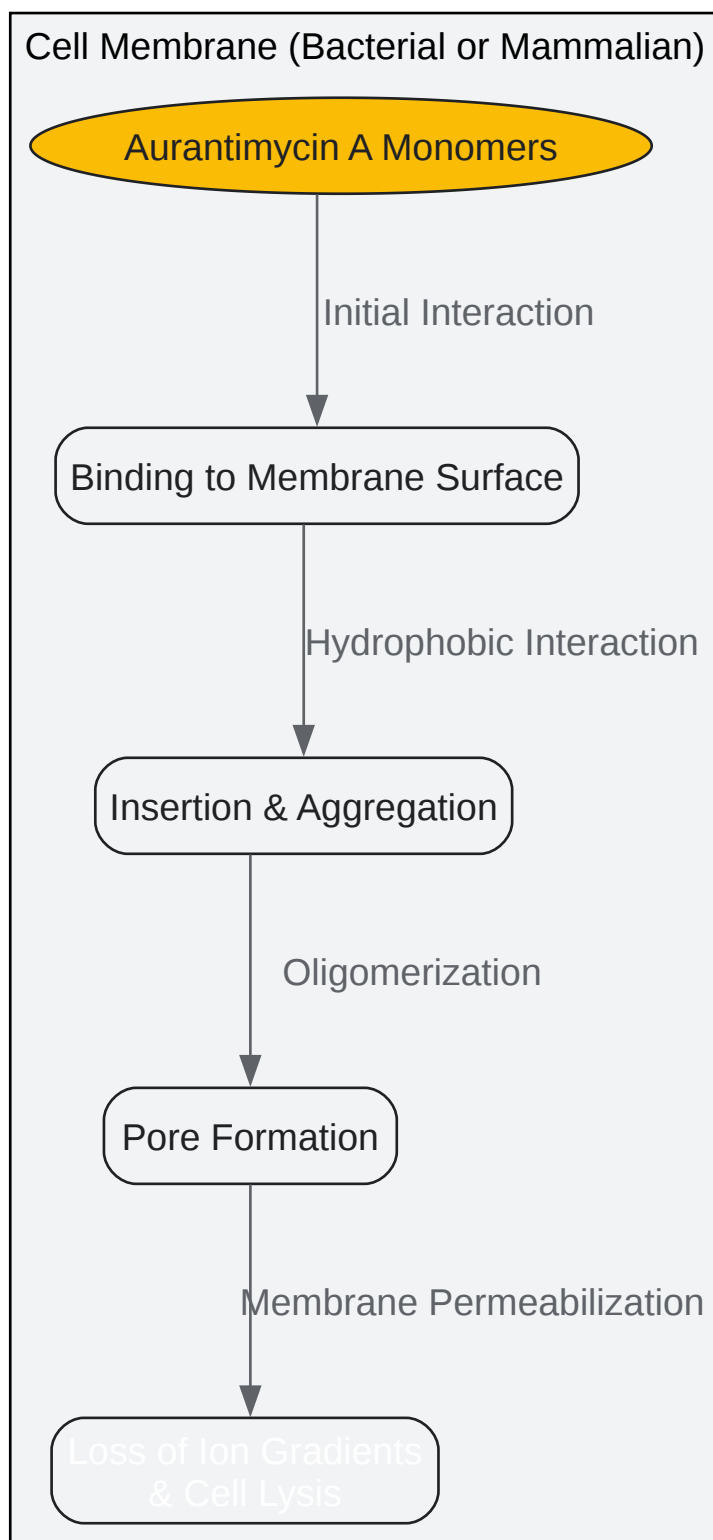 Cell Membrane (Bacterial or Mammalian)
Aurantimycin A Monomers
Initial Interaction
Binding to Membrane Surface
Hydrophobic Interaction
Insertion & Aggregation
Oligomerization
Pore Formation
Membrane Permeabilization
Loss of Ion Gradients
& Cell Lysis